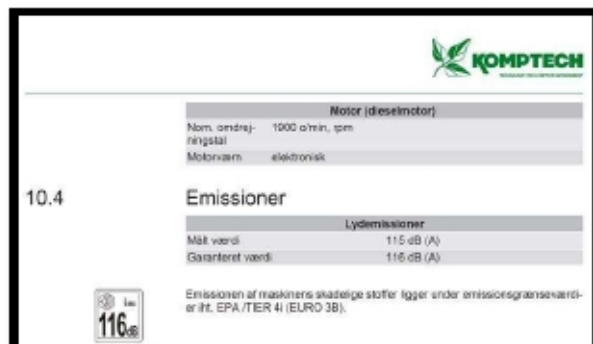 KOMPTECH
Motor (dieselmotor)
Nom. omdrej- 1900 o/min, rpm
ningstal
Motorværn elektronisk
10.4 Emissioner
Lydemissioner
Målt værdi 115 dB (A)
Garanteret værdi 116 dB (A)
Emissionen af maskinens skadelige stoffer ligger under emissionsgrænseværdi-
er iht. EPA /TIER 4i (EURO 3B).
116 dB